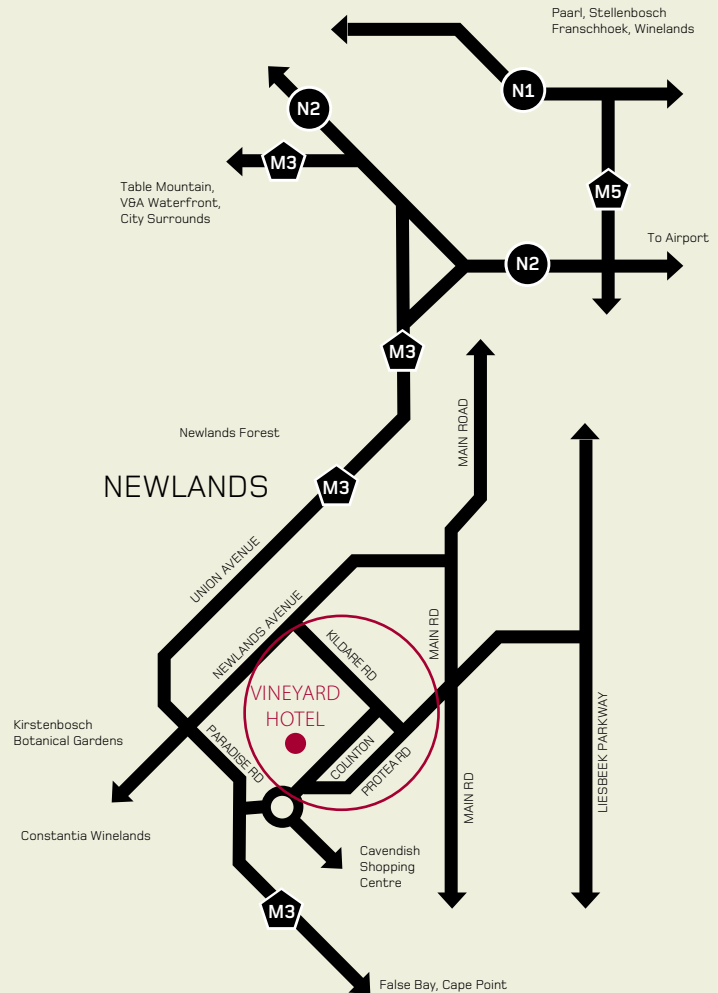 Paarl, Stellenbosch
Franschhoek, Winelands
N1
N2
M3
M5
Table Mountain,
V&A Waterfront,
City Surrounds
To Airport
N2
M3
MAIN ROAD
Newlands Forest
NEWLANDS
M3
UNION AVENUE
NEWLANDS AVENUE
KILDARE RD
MAIN RD
VINEYARD
HOTEL
Kirstenbosch
Botanical Gardens
PARADISE RD
COLINTON
PROTEA RD
MAIN RD
LIESBEEK PARKWAY
Constantia Winelands
Cavendish
Shopping
Centre
M3
False Bay, Cape Point